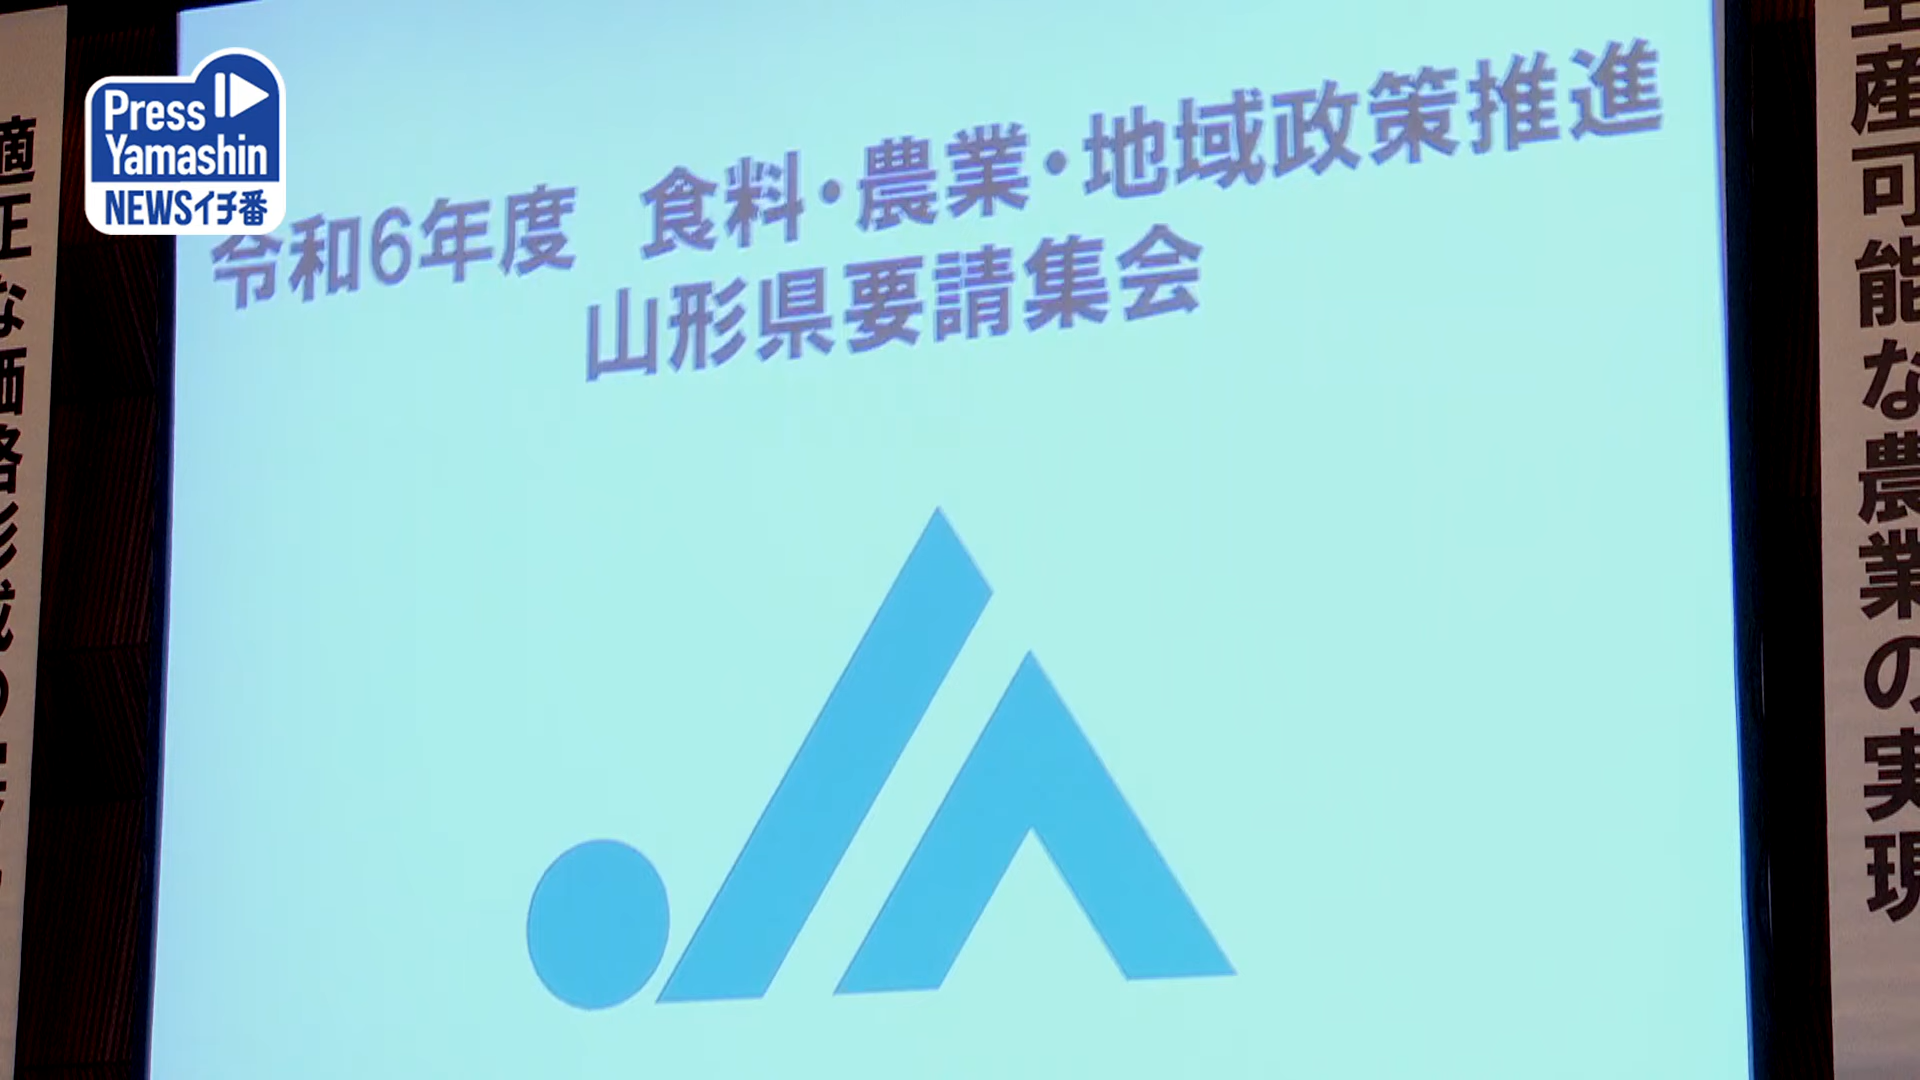 Press
Yamashin
NEWSイチ番
令和6年度 食料・農業・地域政策推進
山形県要請集会
JA
適正な価格形成の
生産可能な農業の実現